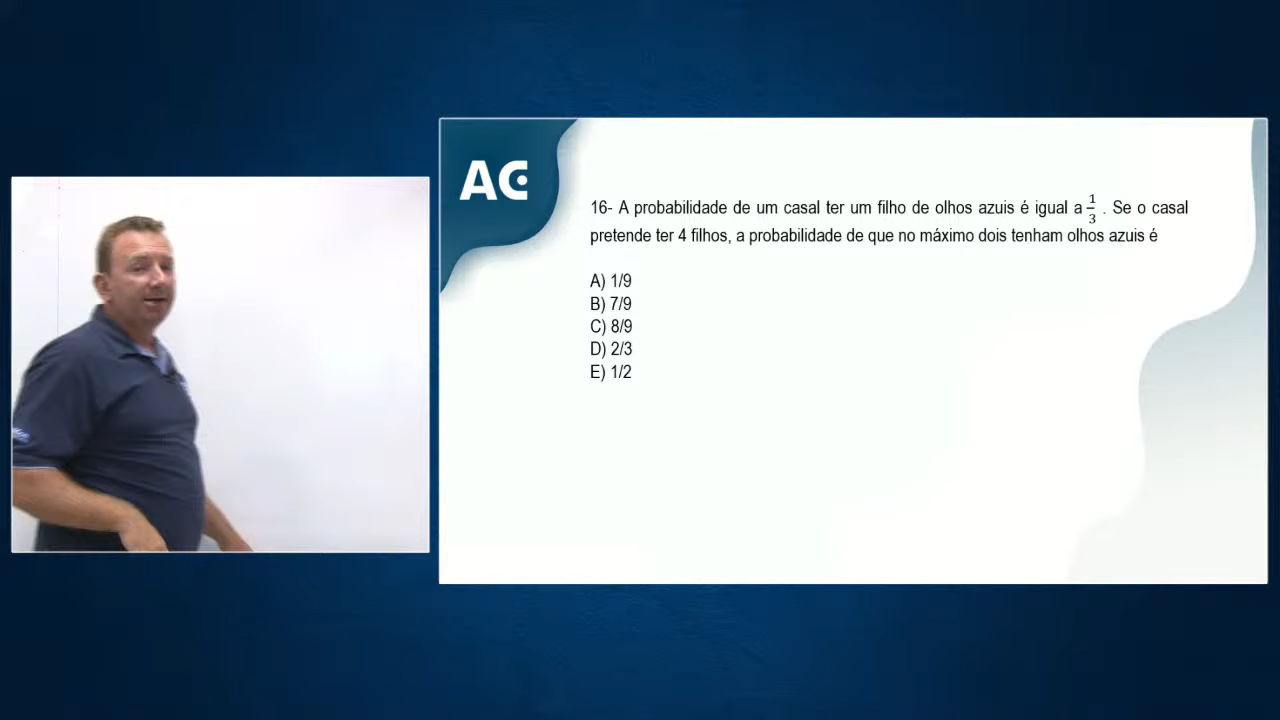 AC
16- A probabilidade de um casal ter um filho de olhos azuis é igual a 1/3 . Se o casal
pretende ter 4 filhos, a probabilidade de que no máximo dois tenham olhos azuis é
A) 1/9
B) 7/9
C) 8/9
D) 2/3
E) 1/2